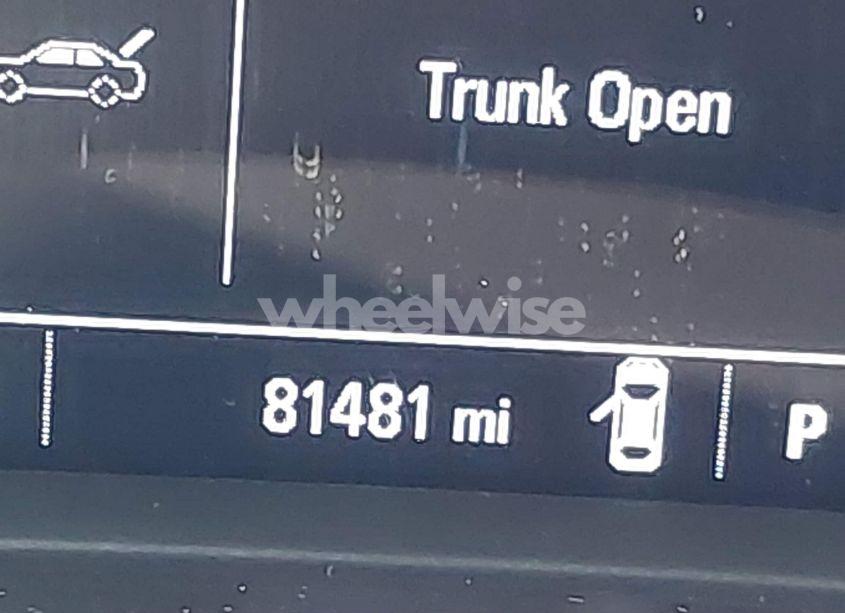 Trunk Open
wheelwise
81481 mi
P